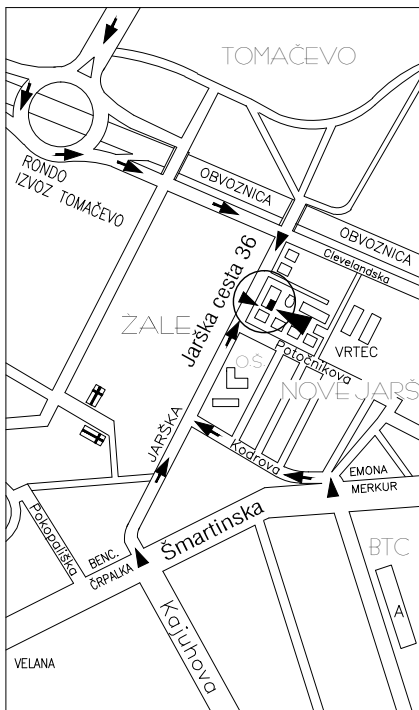 TOMAČEVO
RONDO
IZVOZ TOMAČEVO
OBVOZNICA
OBVOZNICA
Clevelandska
Jarška cesta 36
ŽALE
VRTEC
Potočnikova
OŠ
NOVE JARŠ
JARŠKA
Kodrova
EMONA
MERKUR
Šmartinska
Pokopališka
BENC.
ČRPALKA
BTC
A
Kajuhova
VELANA